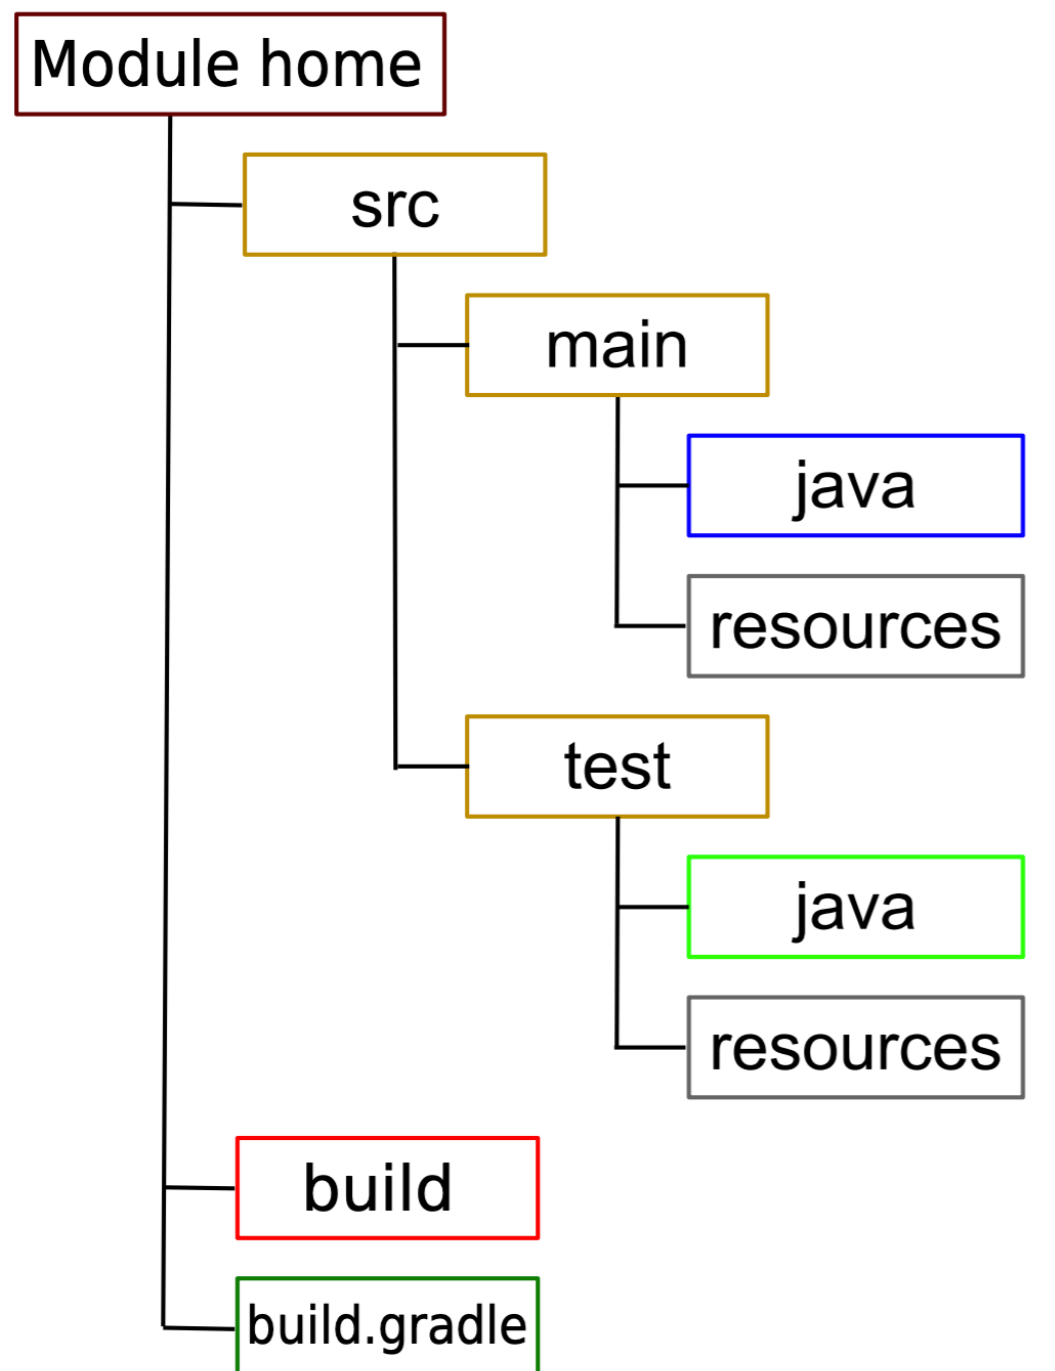 Module home
src
main
java
resources
test
java
resources
build
build.gradle